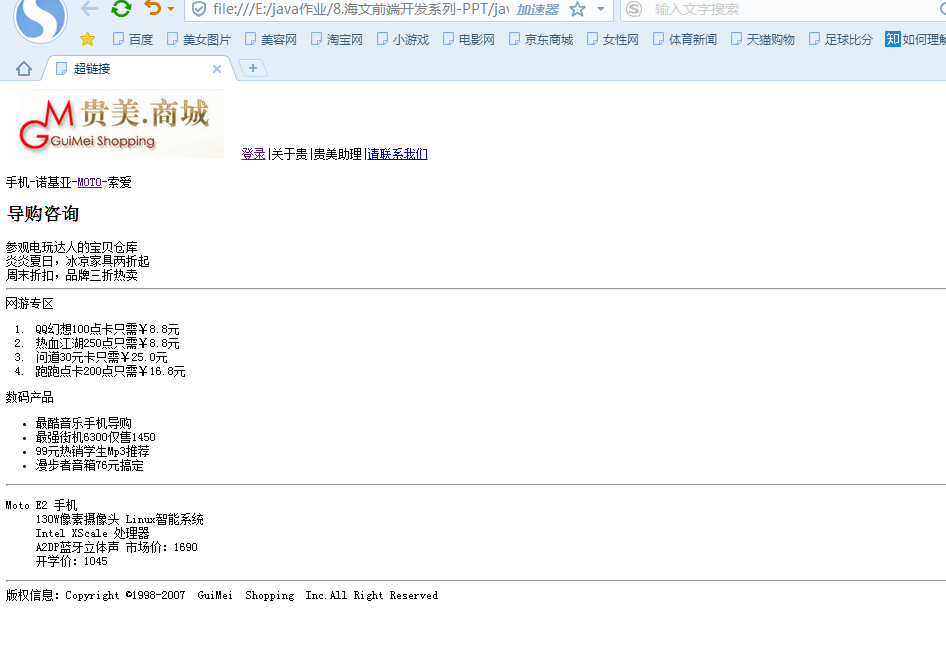 file:///E:/java作业/8.海文前端开发系列-PPT/jav 加速器 输入文字搜索
百度 美女图片 美容网 淘宝网 小游戏 电影网 京东商城 女性网 体育新闻 天猫购物 足球比分 知 如何理解
超链接
GM 贵美.商城
GuiMei Shopping
登录|关于贵|贵美助理|请联系我们
手机-诺基亚-MOTO-索爱
导购咨询
参观电玩达人的宝贝仓库
炎炎夏日，冰凉家具两折起
周末折扣，品牌三折热卖
网游专区
1. QQ幻想100点卡只需￥8.8元
2. 热血江湖250点只需￥8.8元
3. 问道30元卡只需￥25.0元
4. 跑跑点卡200点只需￥16.8元
数码产品
• 最酷音乐手机导购
• 最强街机6300仅售1450
• 99元热销学生Mp3推荐
• 漫步者音箱76元搞定
Moto E2 手机
130W像素摄像头 Linux智能系统
Intel XScale 处理器
A2DP蓝牙立体声 市场价：1690
开学价：1045
版权信息：Copyright ©1998-2007 GuiMei Shopping Inc.All Right Reserved